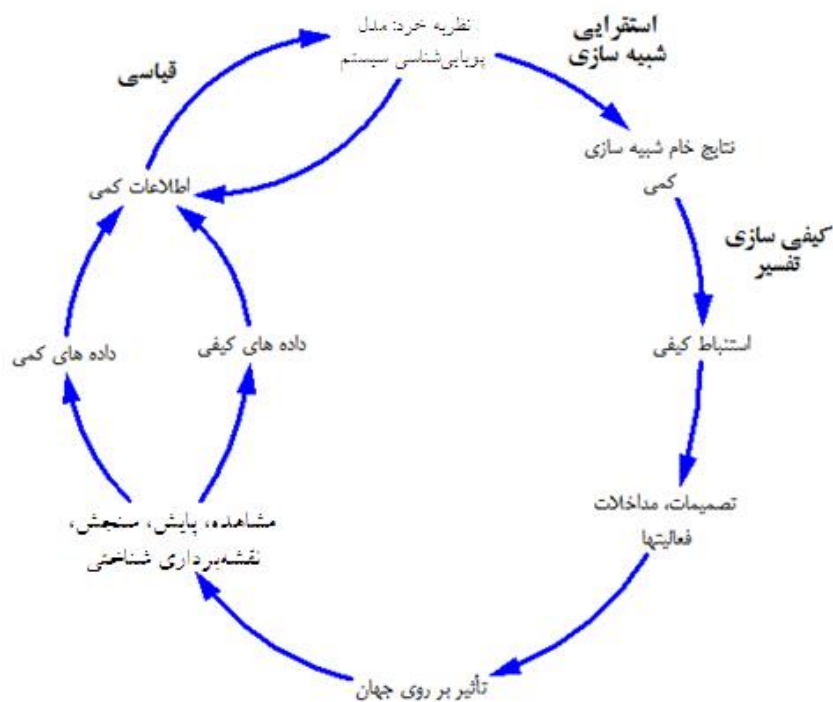 نظریه خرد: مدل
پویایی‌شناسی سیستم
استقرایی
شبیه سازی
قیاسی
نتایج خام شبیه سازی
کمی
اطلاعات کمی
کیفی سازی
تفسیر
داده های کمی
داده های کیفی
استنباط کیفی
تصمیمات، مداخلات
فعالیتها
مشاهده، پایش، سنجش،
نقشه‌برداری شناختی
تأثیر بر روی جهان